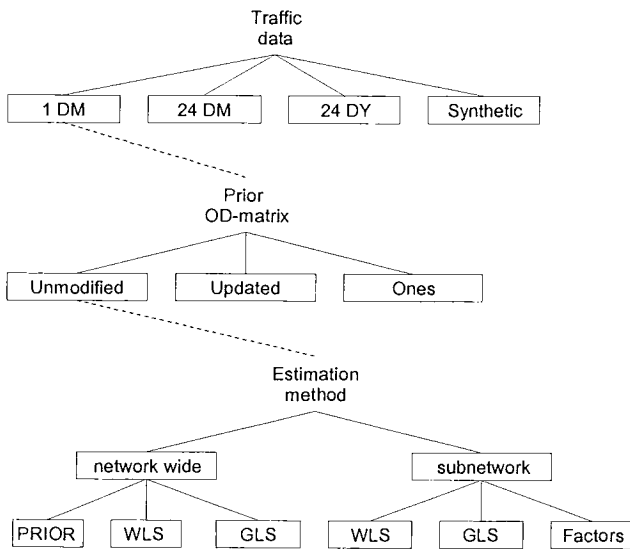 Traffic
data
1 DM 24 DM 24 DY Synthetic
Prior
OD-matrix
Unmodified Updated Ones
Estimation
method
network wide subnetwork
PRIOR WLS GLS WLS GLS Factors